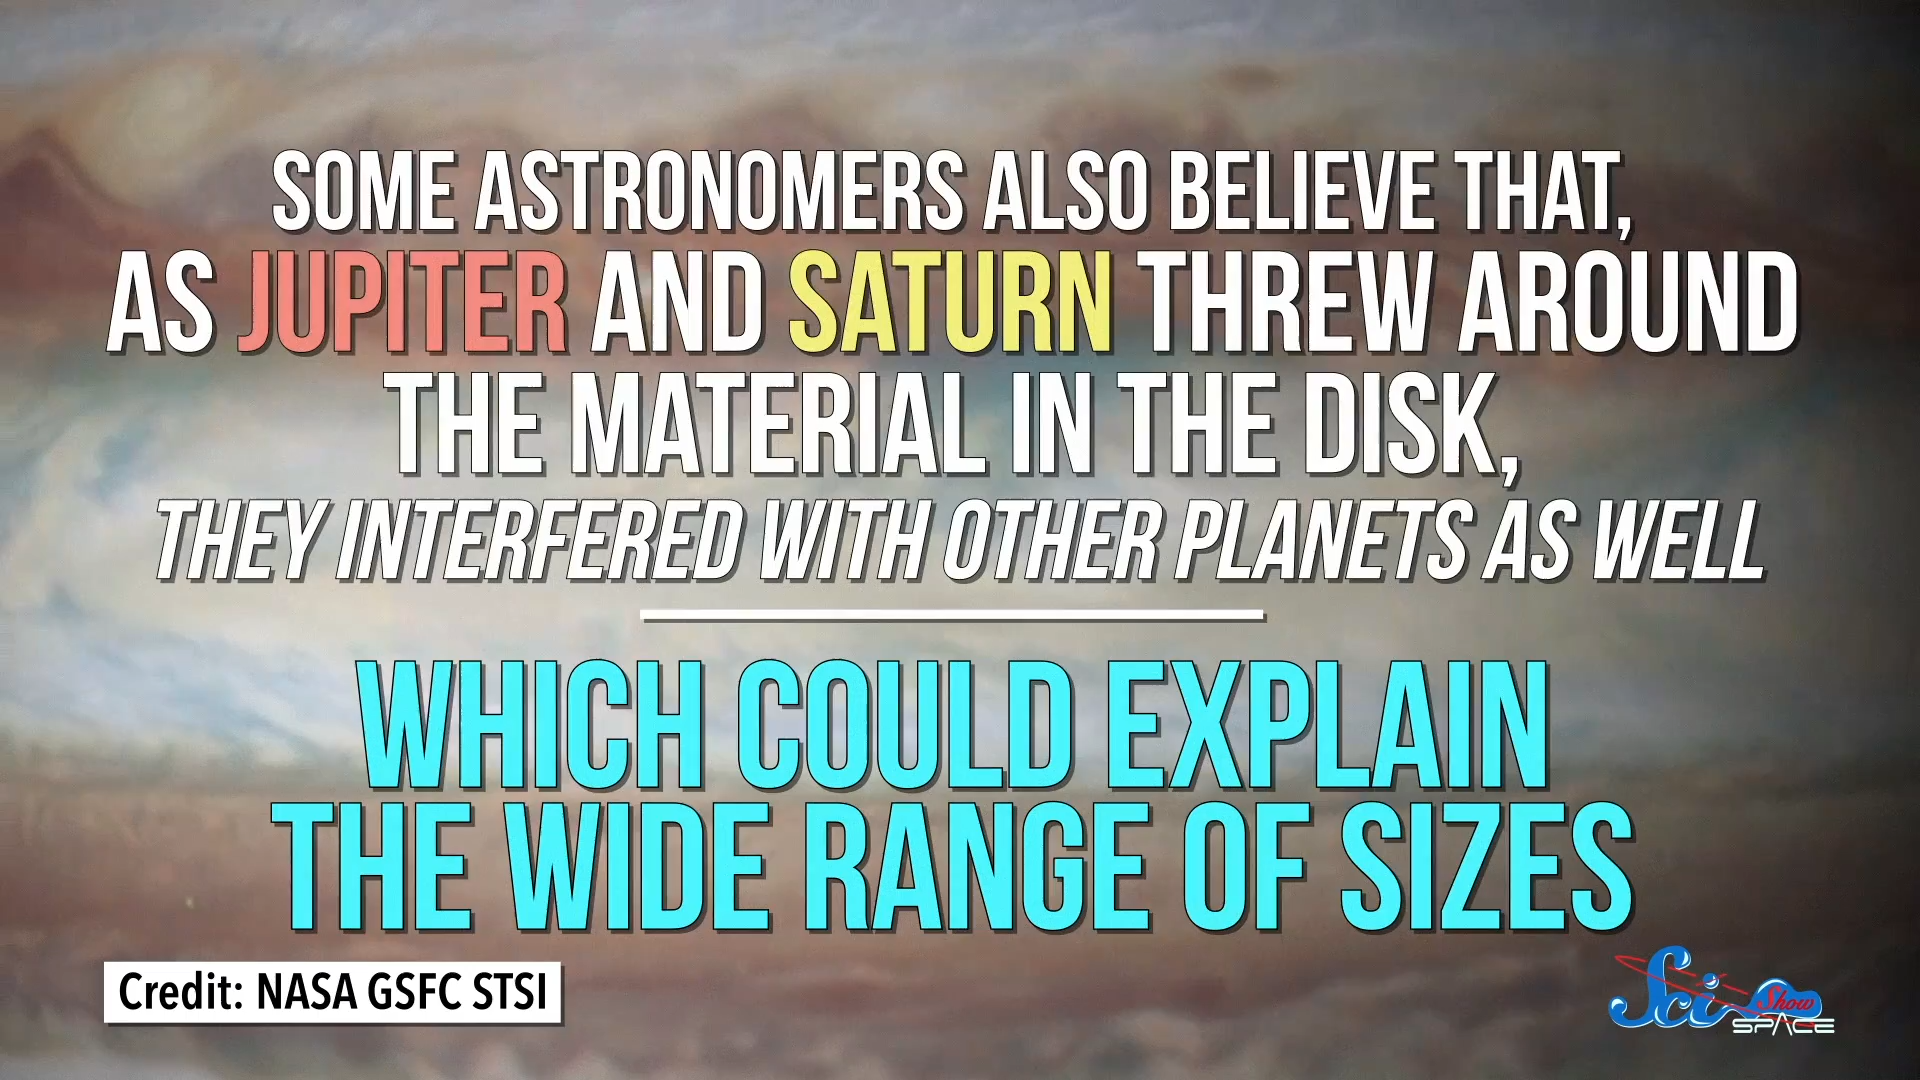 SOME ASTRONOMERS ALSO BELIEVE THAT,
AS JUPITER AND SATURN THREW AROUND
THE MATERIAL IN THE DISK,
THEY INTERFERED WITH OTHER PLANETS AS WELL
WHICH COULD EXPLAIN
THE WIDE RANGE OF SIZES
Credit: NASA GSFC STSI
Sci Show
SPACE